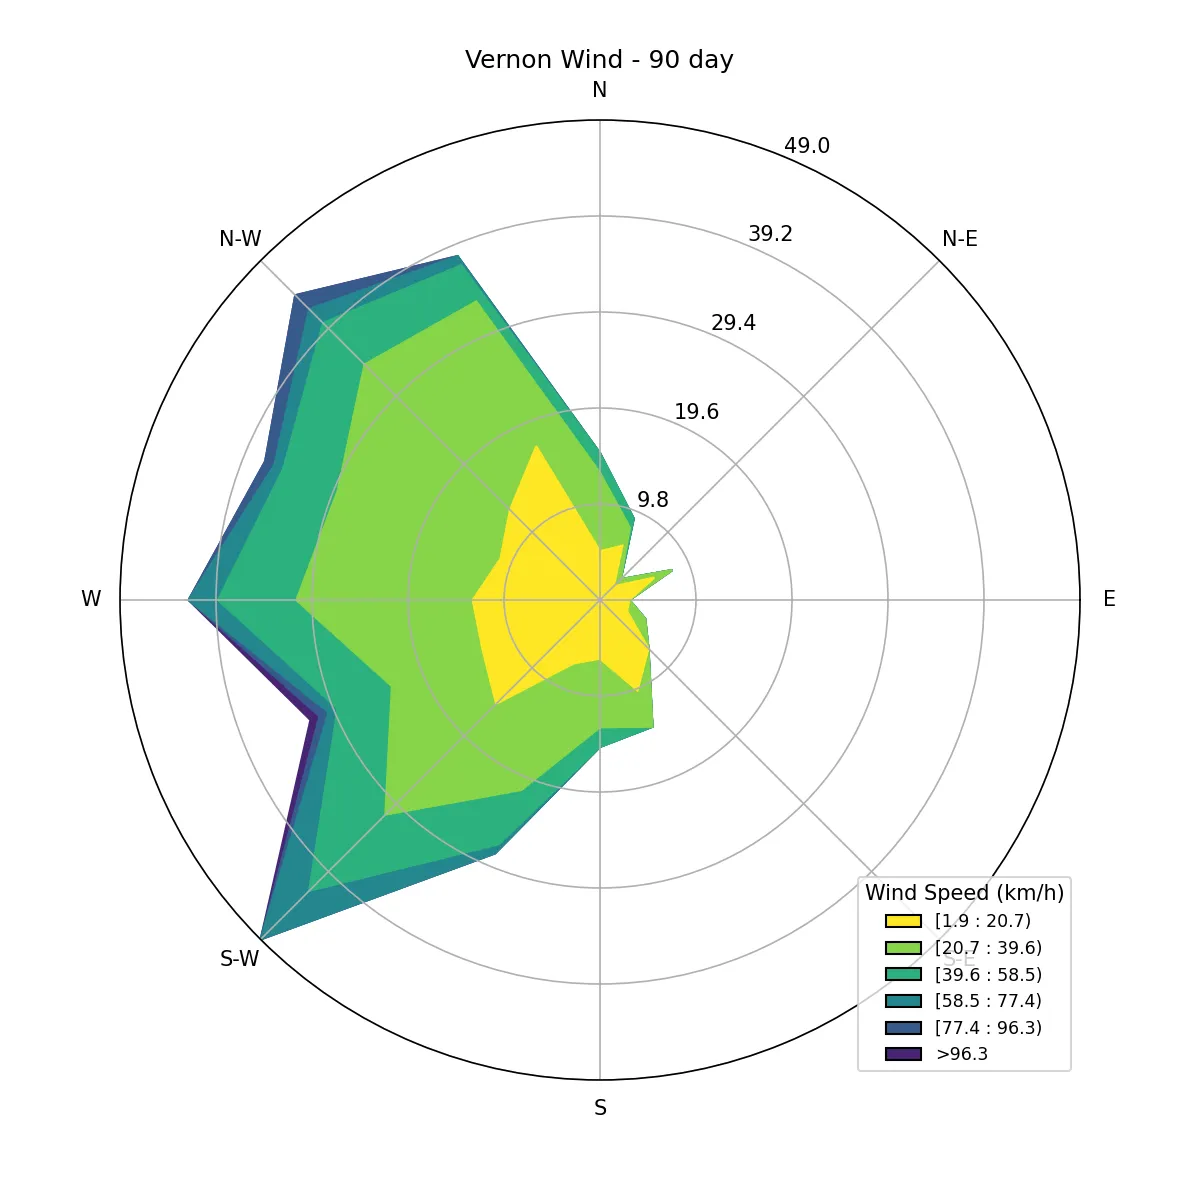 Vernon Wind - 90 day
N
49.0
39.2
N-W
N-E
29.4
19.6
9.8
W
E
Wind Speed (km/h)
[1.9 : 20.7)
[20.7 : 39.6)
S-W
S-E
[39.6 : 58.5)
[58.5 : 77.4)
[77.4 : 96.3)
>96.3
S